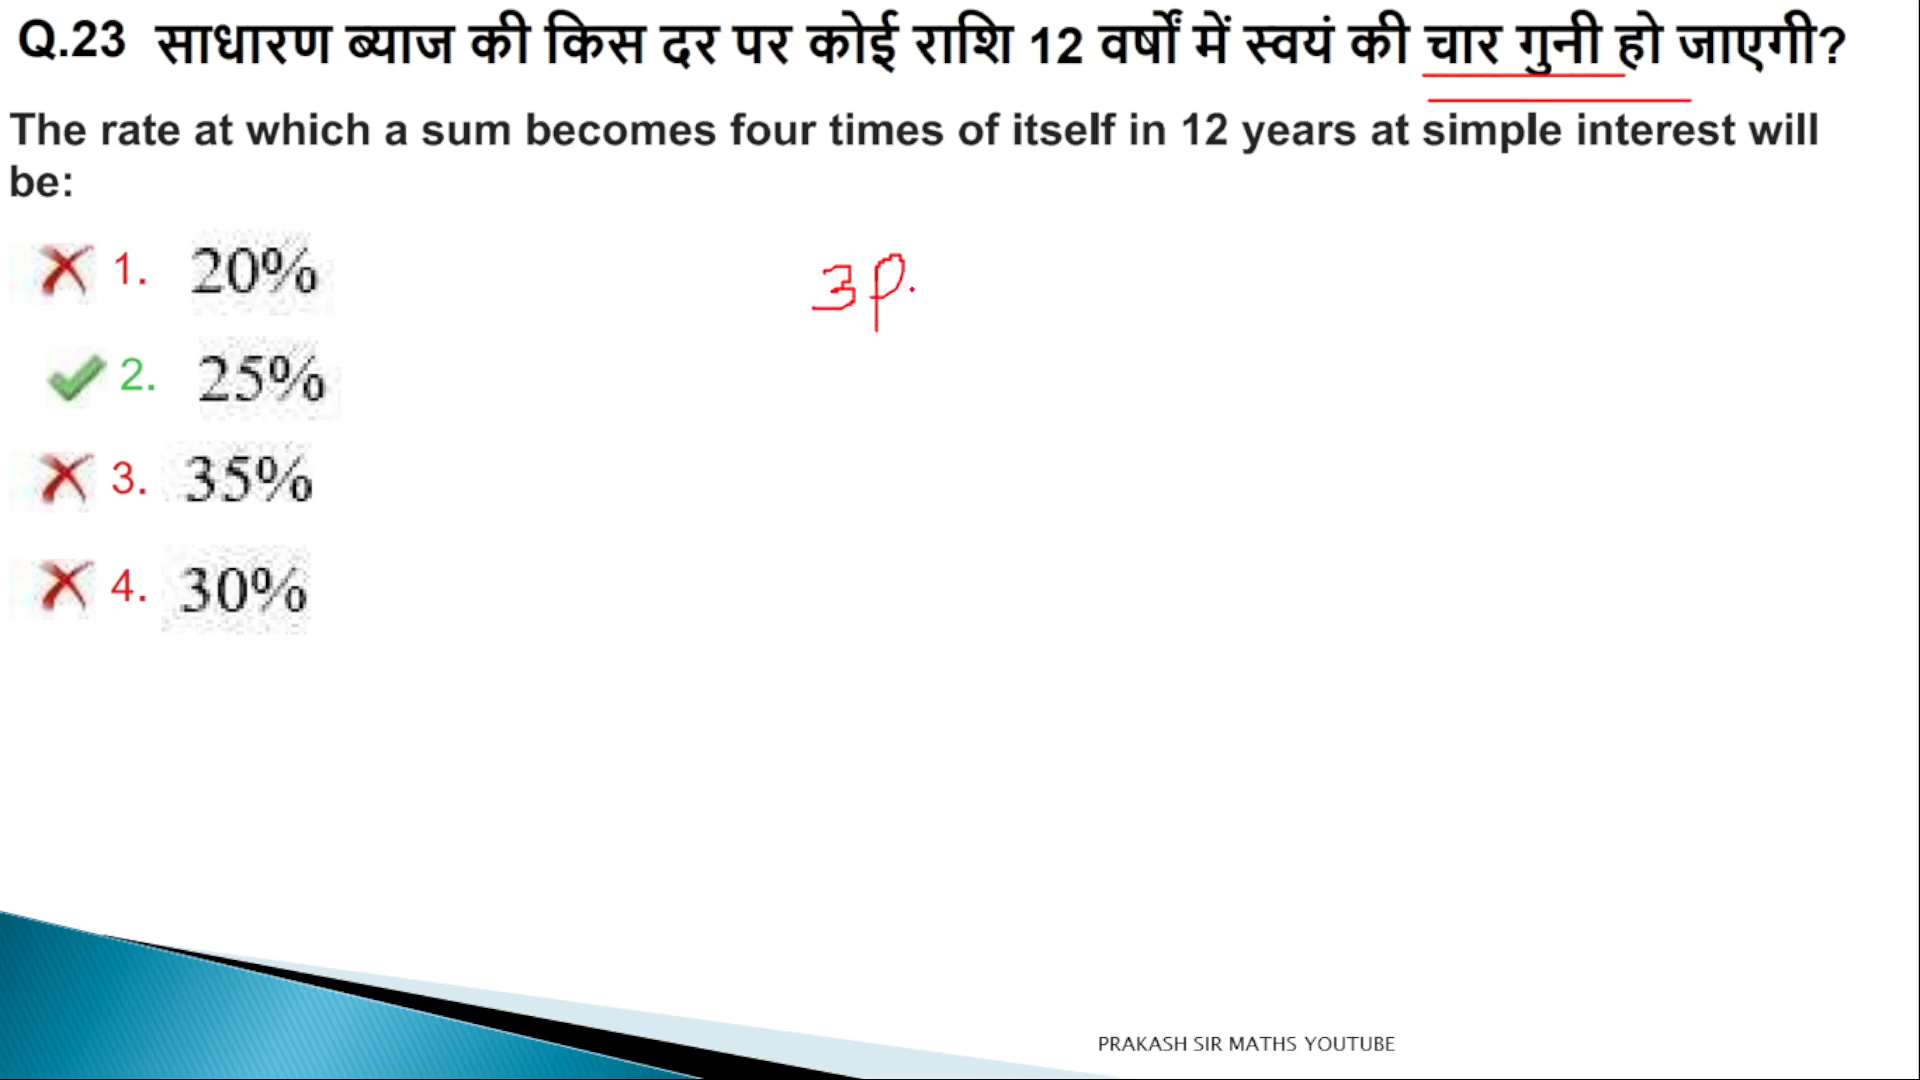 Q.23 साधारण ब्याज की किस दर पर कोई राशि 12 वर्षों में स्वयं की चार गुनी हो जाएगी?
The rate at which a sum becomes four times of itself in 12 years at simple interest will
be:
1. 20%
3P.
2. 25%
3. 35%
4. 30%
PRAKASH SIR MATHS YOUTUBE